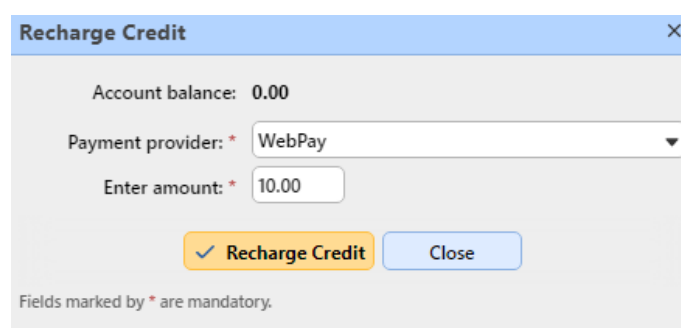 Recharge Credit
Account balance: 0.00
Payment provider: * WebPay
Enter amount: * 10.00
Recharge Credit Close
Fields marked by * are mandatory.